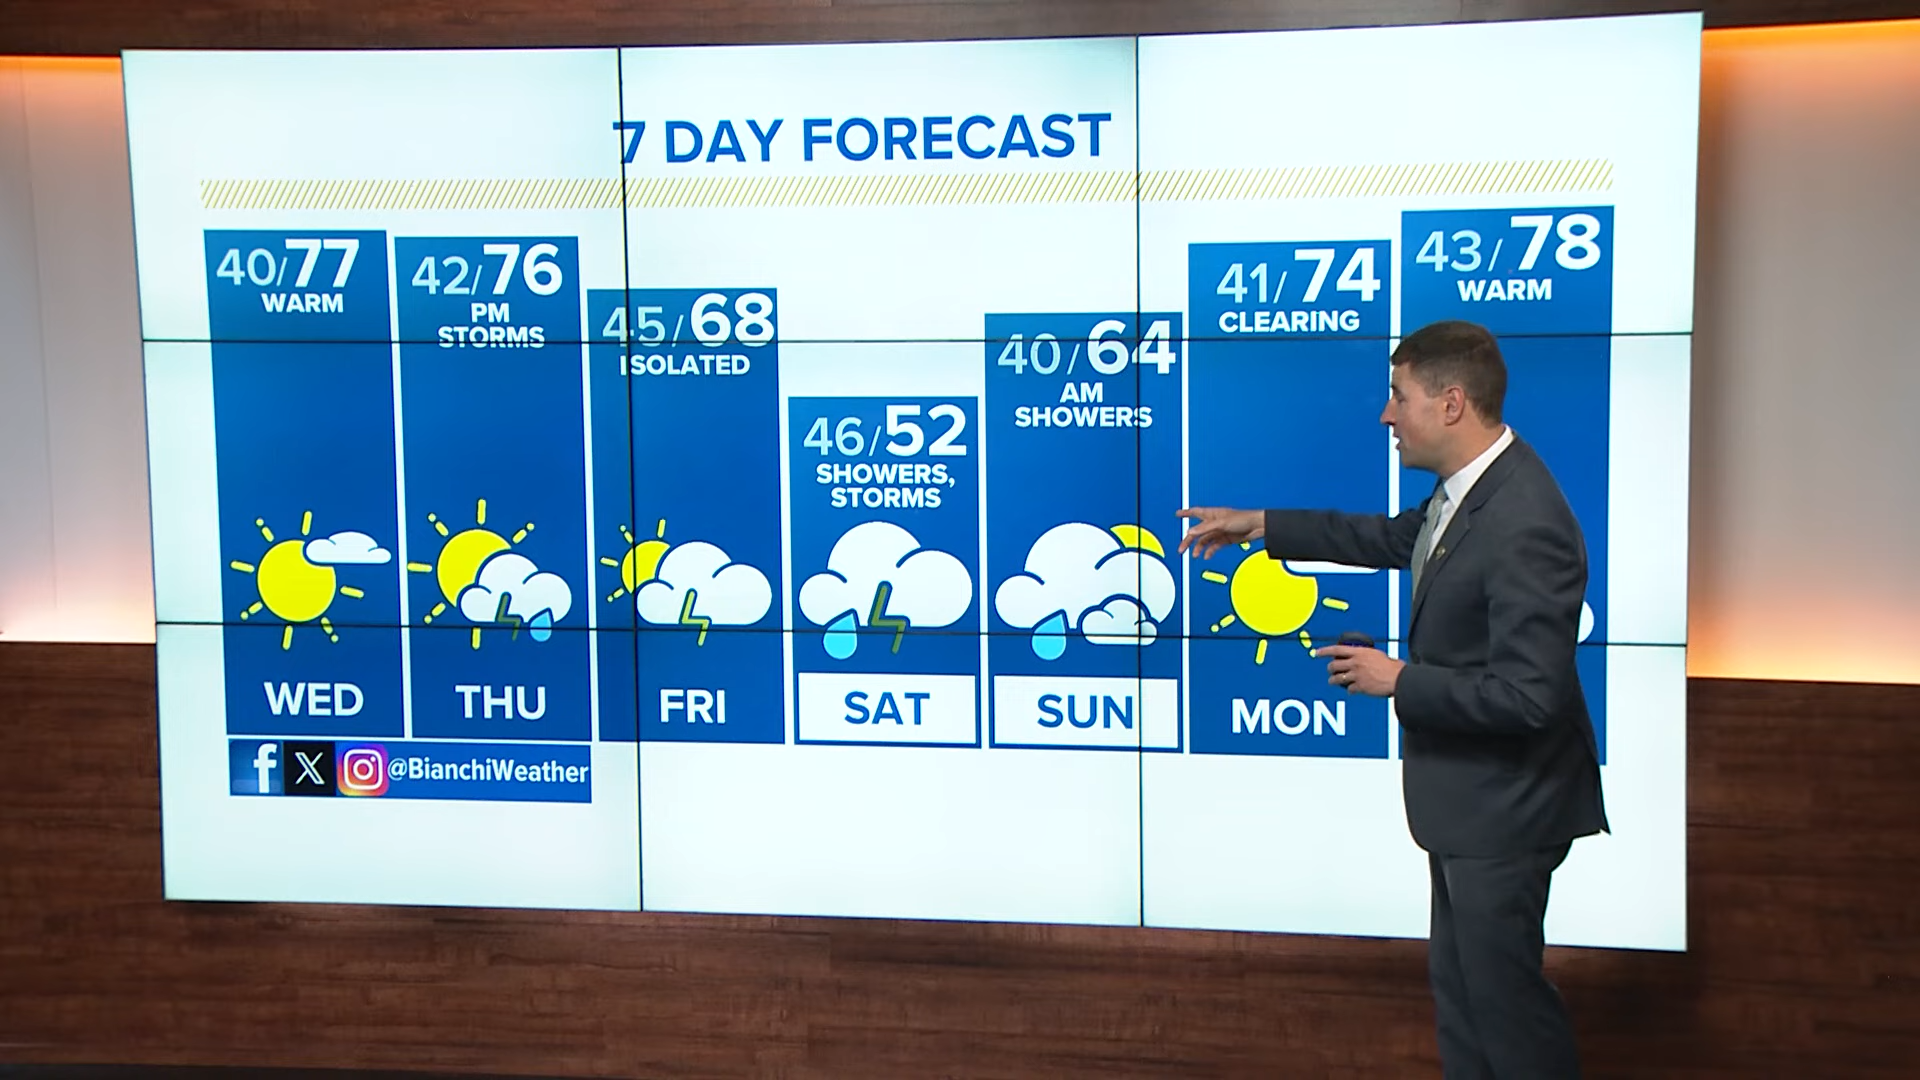 7 DAY FORECAST
40/77
WARM
42/76
PM
STORMS
45/68
ISOLATED
46/52
SHOWERS,
STORMS
40/64
AM
SHOWERS
41/74
CLEARING
43/78
WARM
WED
THU
FRI
SAT
SUN
MON
@BianchiWeather